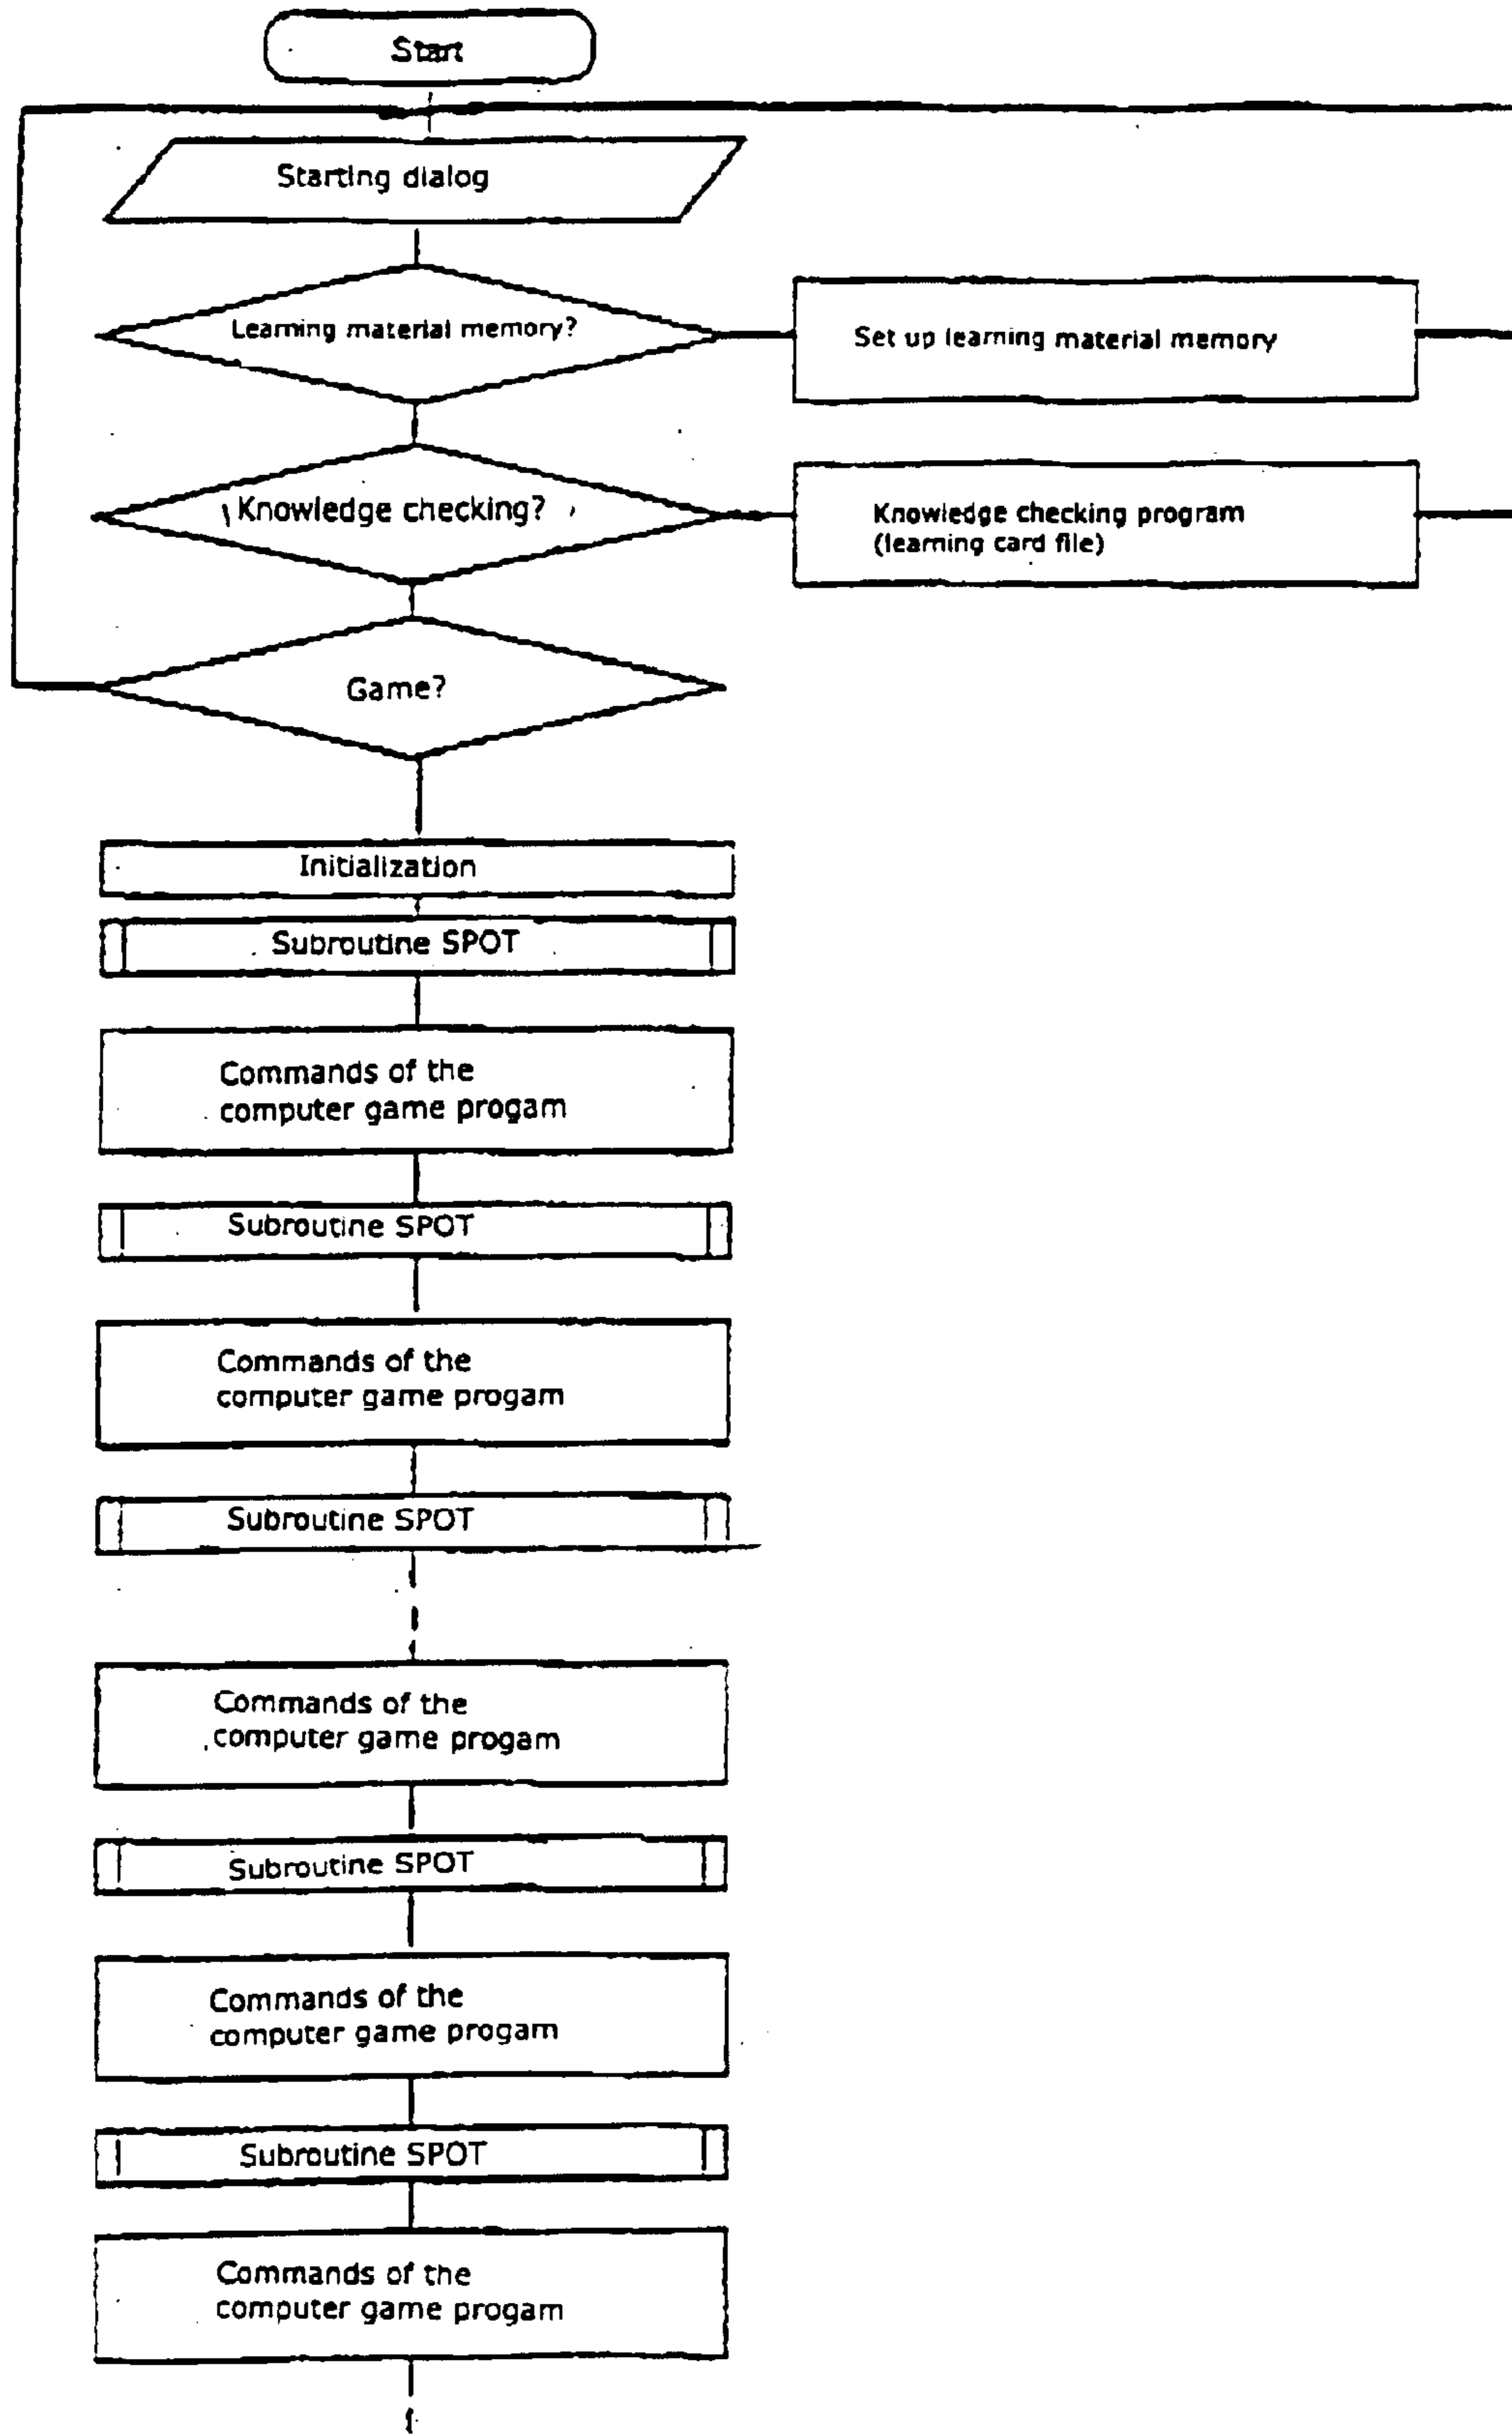 Start
Starting dialog
Learning material memory?
Set up learning material memory
Knowledge checking?
Knowledge checking program
(learning card file)
Game?
Initialization
Subroutine SPOT
Commands of the
computer game progam
Subroutine SPOT
Commands of the
computer game progam
Subroutine SPOT
Commands of the
computer game progam
Subroutine SPOT
Commands of the
computer game progam
Subroutine SPOT
Commands of the
computer game progam